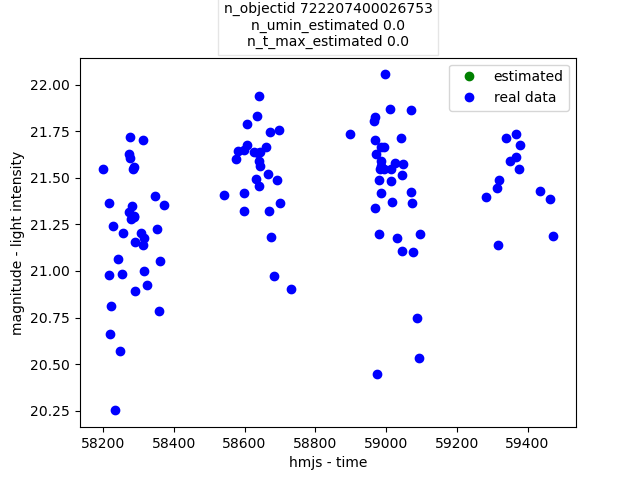 n_objectid 722207400026753
n_umin_estimated 0.0
n_t_max_estimated 0.0
estimated
real data
magnitude - light intensity
22.00
21.75
21.50
21.25
21.00
20.75
20.50
20.25
58200 58400 58600 58800 59000 59200 59400
hmjs - time